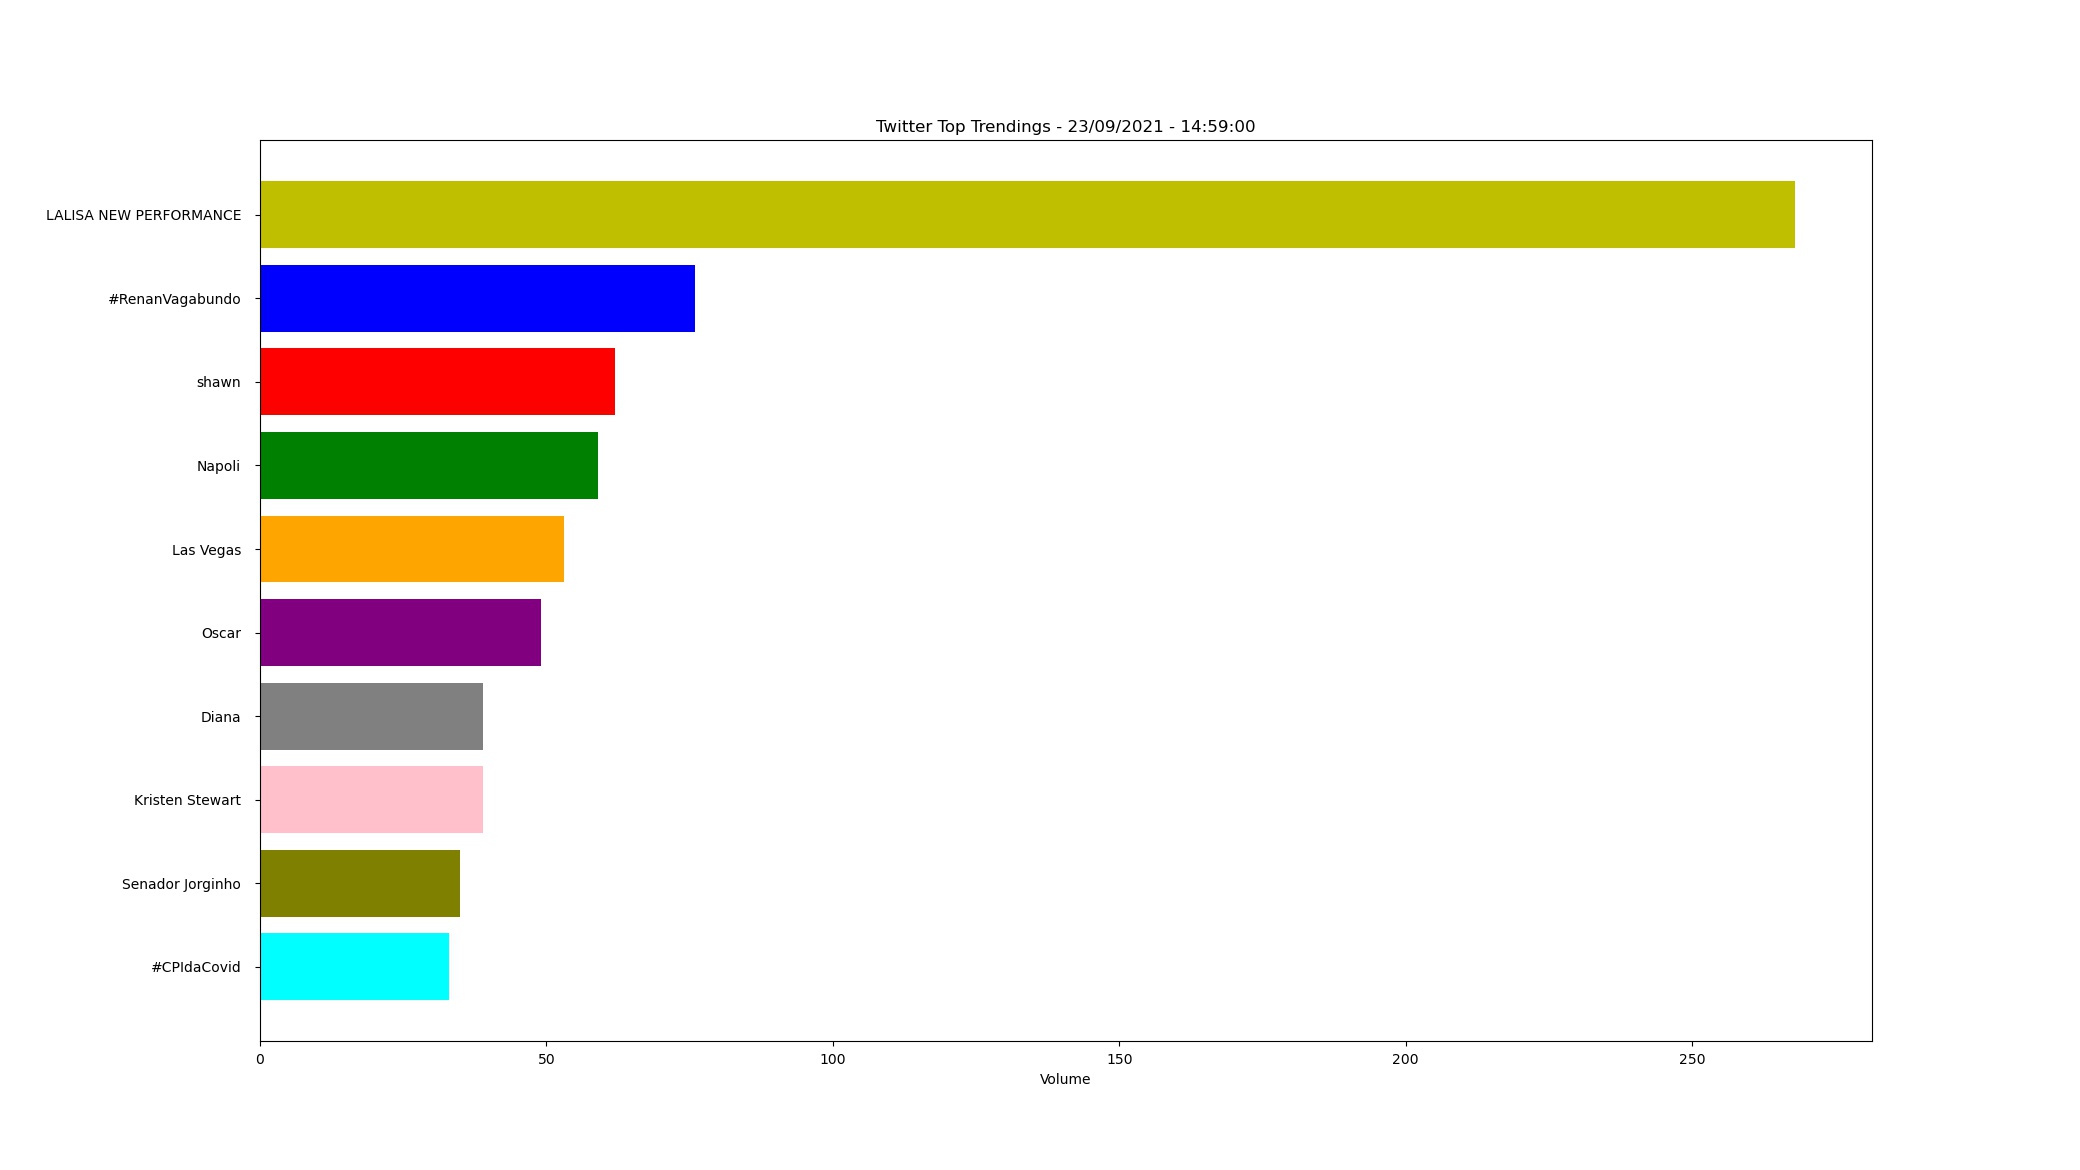 Twitter Top Trendings - 23/09/2021 - 14:59:00
LALISA NEW PERFORMANCE
#RenanVagabundo
shawn
Napoli
Las Vegas
Oscar
Diana
Kristen Stewart
Senador Jorginho
#CPIdaCovid
0 50 100 150 200 250
Volume